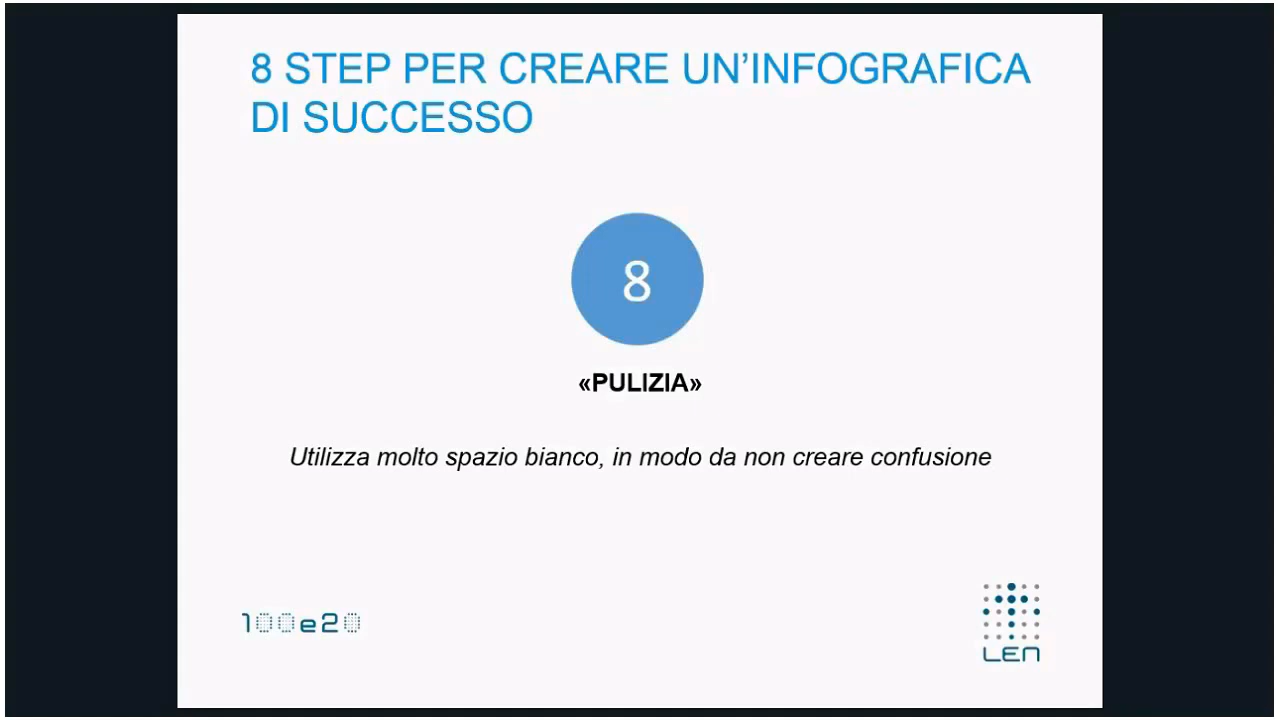 8 STEP PER CREARE UN’INFOGRAFICA
DI SUCCESSO
8
«PULIZIA»
Utilizza molto spazio bianco, in modo da non creare confusione
100e20
LEN